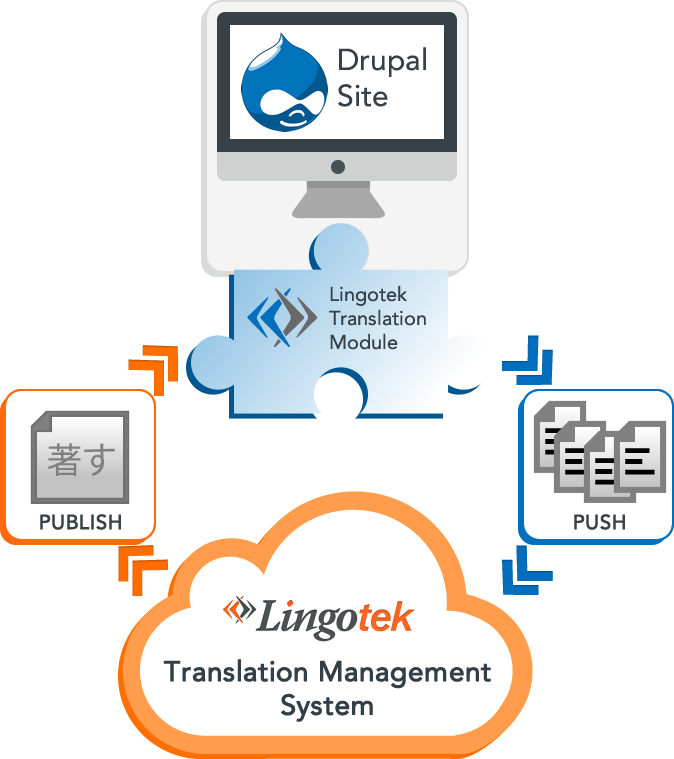 Drupal
Site
Lingotek
Translation
Module
著す
PUBLISH
PUSH
Lingotek
Translation Management
System